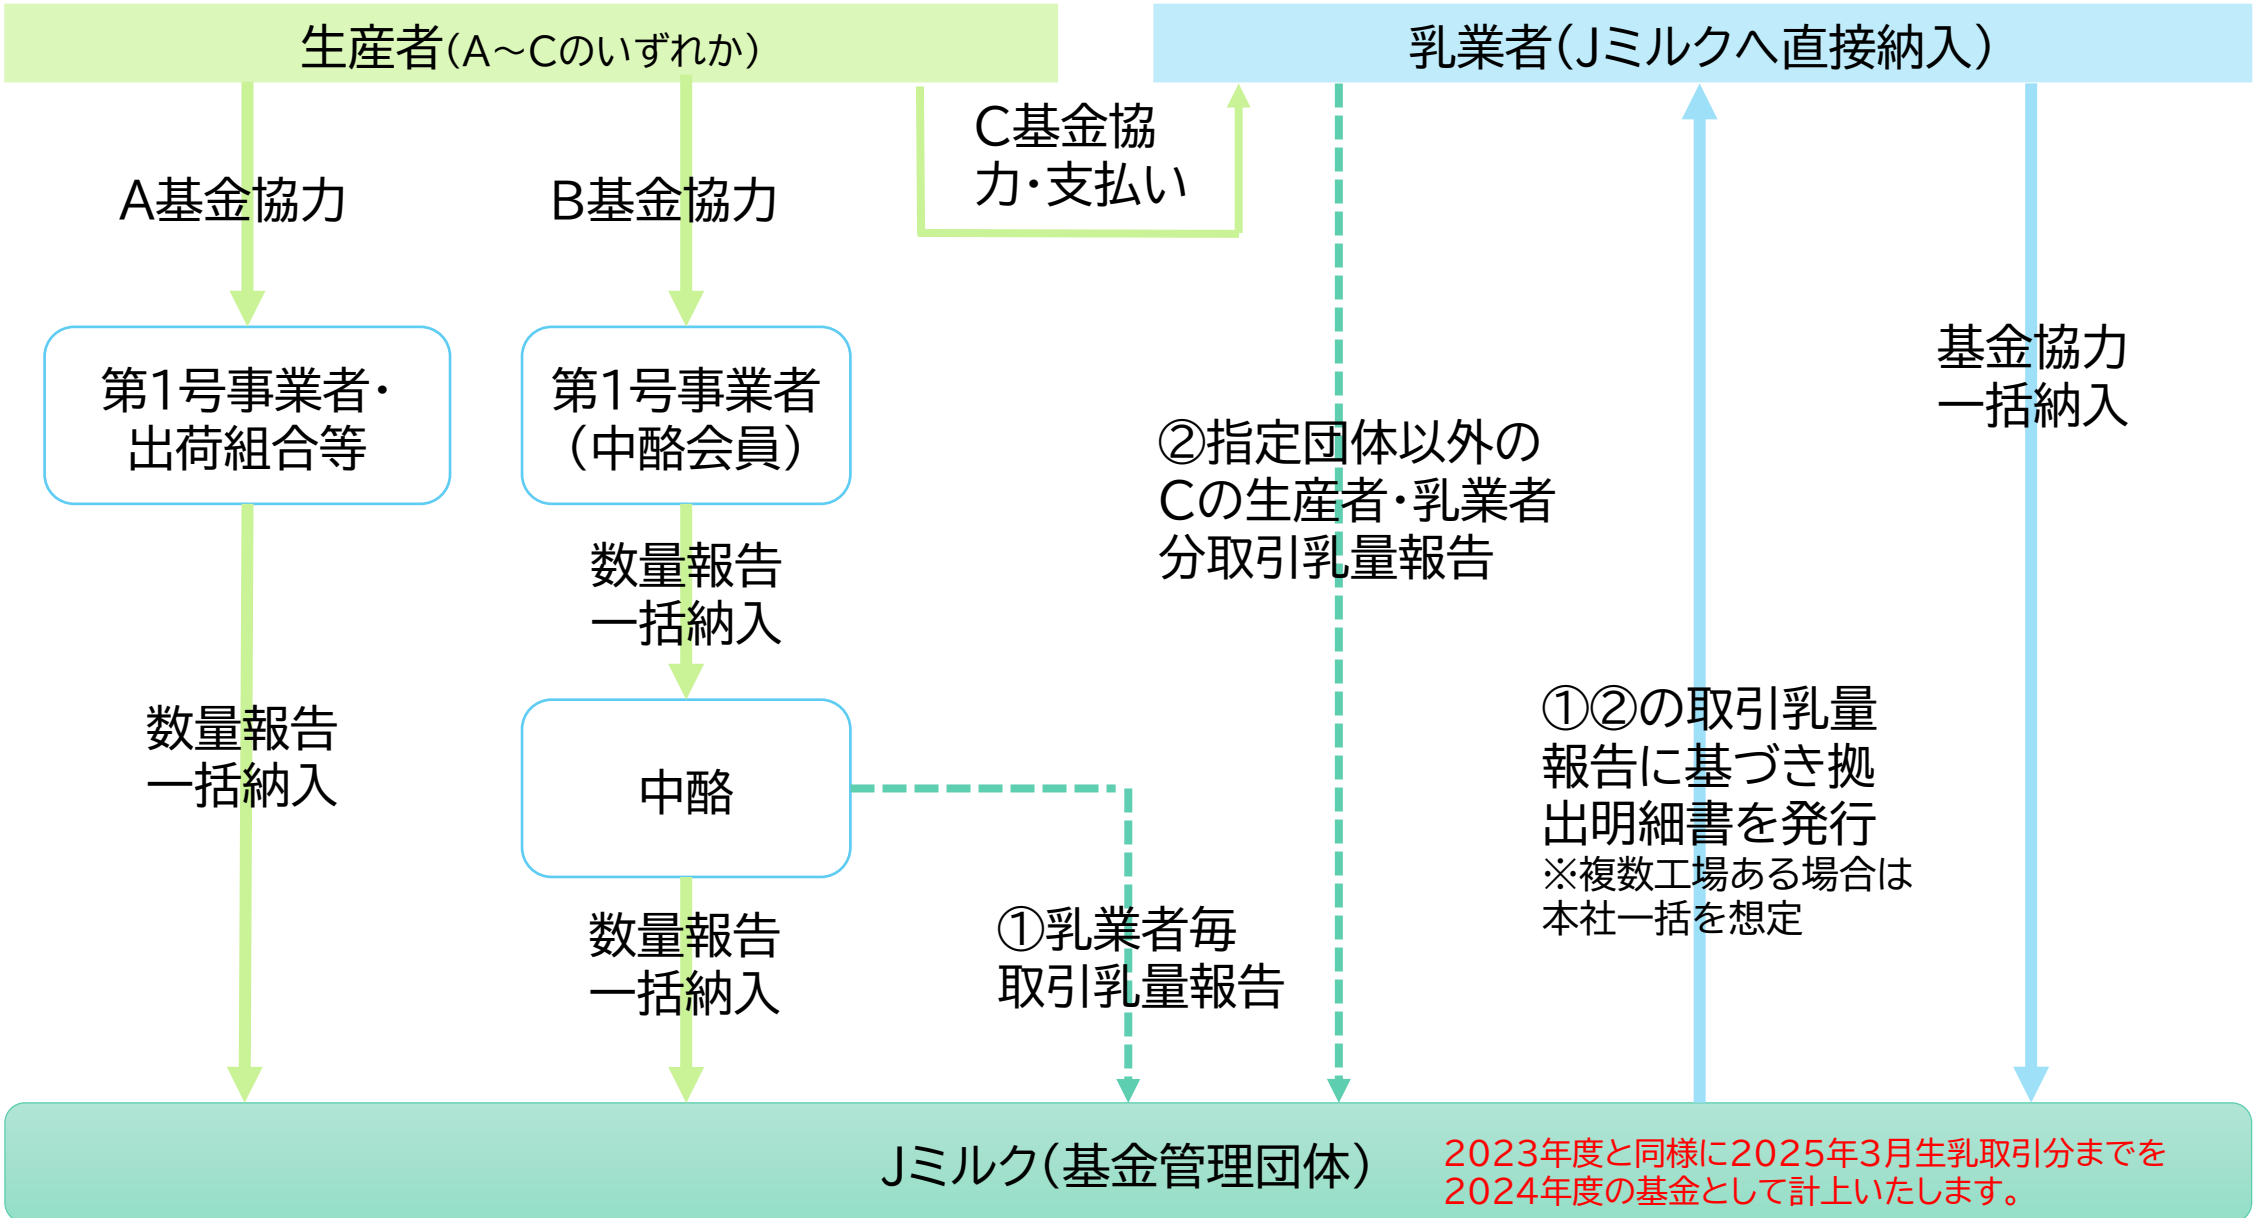 生産者(A～Cのいずれか)
乳業者(Jミルクへ直接納入)
A基金協力
B基金協力
C基金協
力・支払い
第1号事業者・
出荷組合等
第1号事業者
(中酪会員)
数量報告
一括納入
数量報告
一括納入
中酪
数量報告
一括納入
①乳業者毎
取引乳量報告
②指定団体以外の
Cの生産者・乳業者
分取引乳量報告
①②の取引乳量
報告に基づき拠
出明細書を発行
※複数工場ある場合は
本社一括を想定
基金協力
一括納入
Jミルク(基金管理団体)
2023年度と同様に2025年3月生乳取引分までを
2024年度の基金として計上いたします。